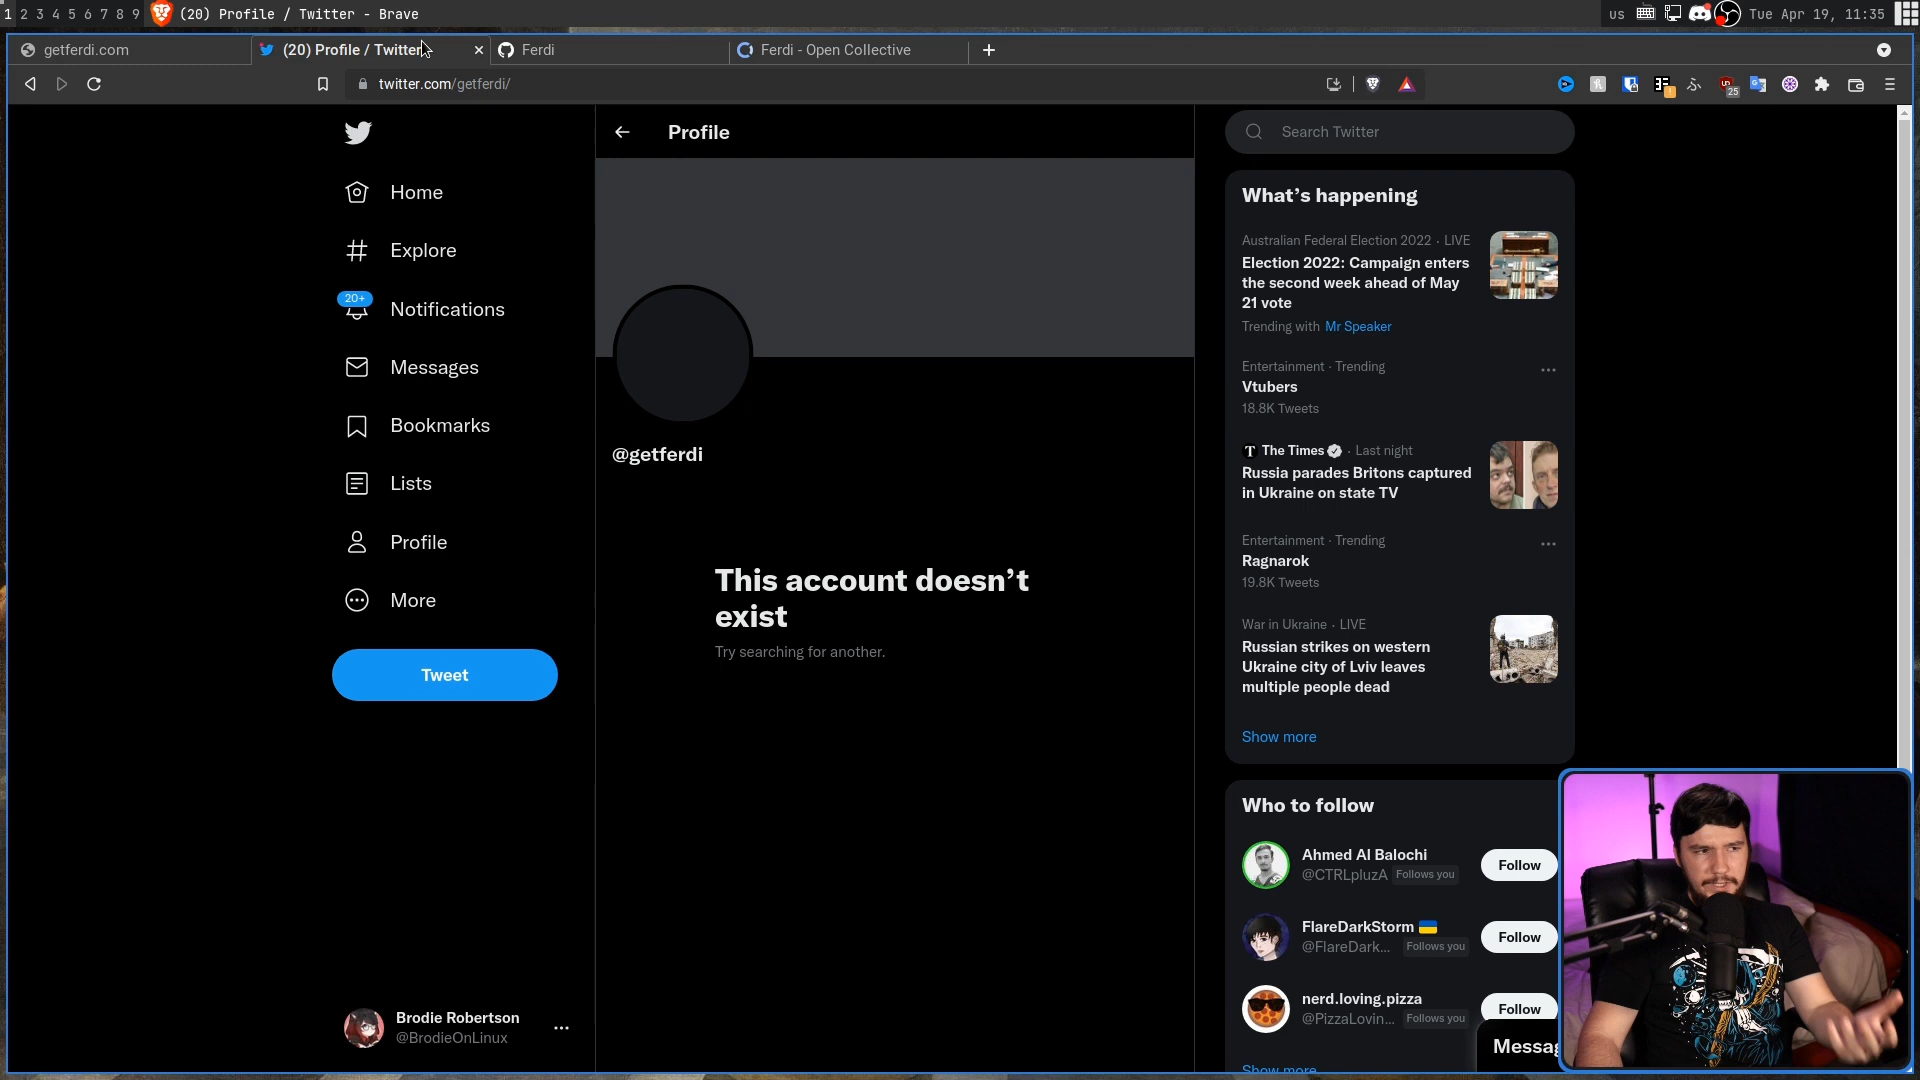 1 2 3 4 5 6 7 8 9 (20) Profile / Twitter - Brave
us Tue Apr 19, 11:35
getferdi.com
(20) Profile / Twitter
Ferdi
Ferdi - Open Collective
twitter.com/getferdi/
1
25
Home
Explore
20+
Notifications
Messages
Bookmarks
Lists
Profile
More
Tweet
Brodie Robertson
@BrodieOnLinux
Profile
@getferdi
This account doesn’t
exist
Try searching for another.
Search Twitter
What’s happening
Australian Federal Election 2022 · LIVE
Election 2022: Campaign enters
the second week ahead of May
21 vote
Trending with Mr Speaker
Entertainment · Trending
Vtubers
18.8K Tweets
The Times · Last night
Russia parades Britons captured
in Ukraine on state TV
Entertainment · Trending
Ragnarok
19.8K Tweets
War in Ukraine · LIVE
Russian strikes on western
Ukraine city of Lviv leaves
multiple people dead
Show more
Who to follow
Ahmed Al Balochi
@CTRLpluzA Follows you
Follow
FlareDarkStorm
@FlareDark... Follows you
Follow
nerd.loving.pizza
@PizzaLovin... Follows you
Follow
Messag
Show more